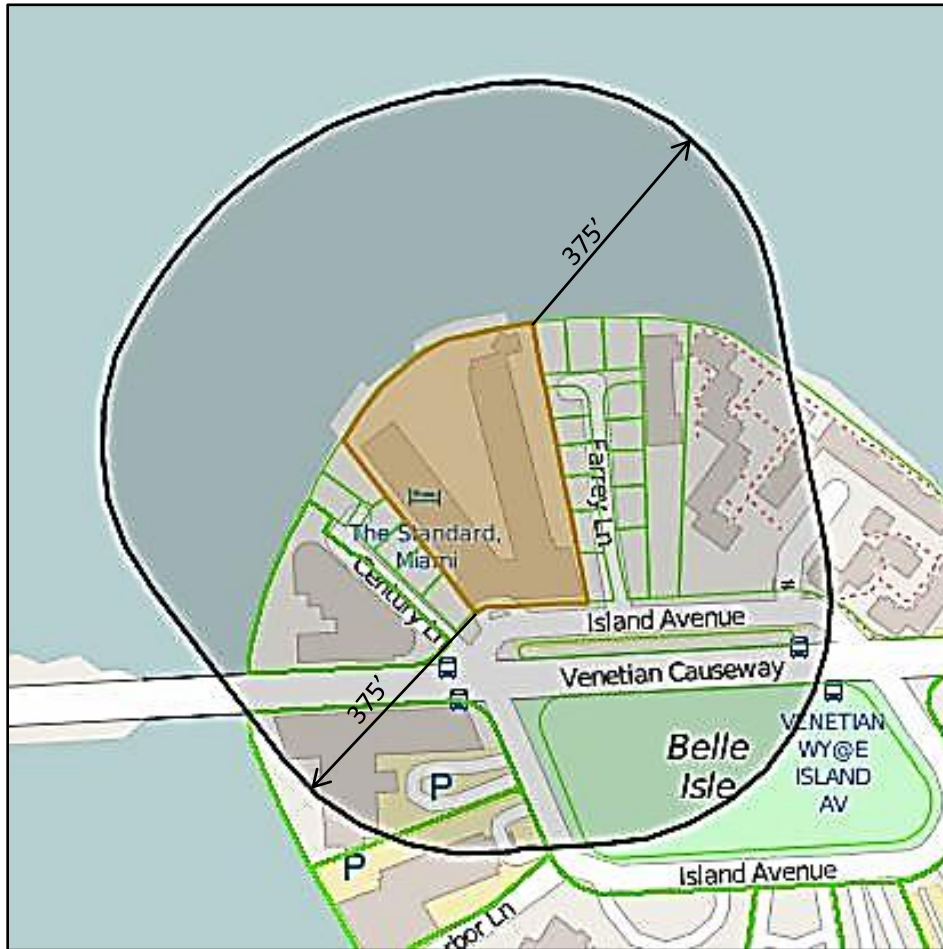 375'
Farrey Ln
The Standard,
Miami
Century Ln
Island Avenue
Venetian Causeway
375'
Belle
Isle
VENETIAN
WY@E
ISLAND
AV
P
P
Island Avenue
rbor Ln